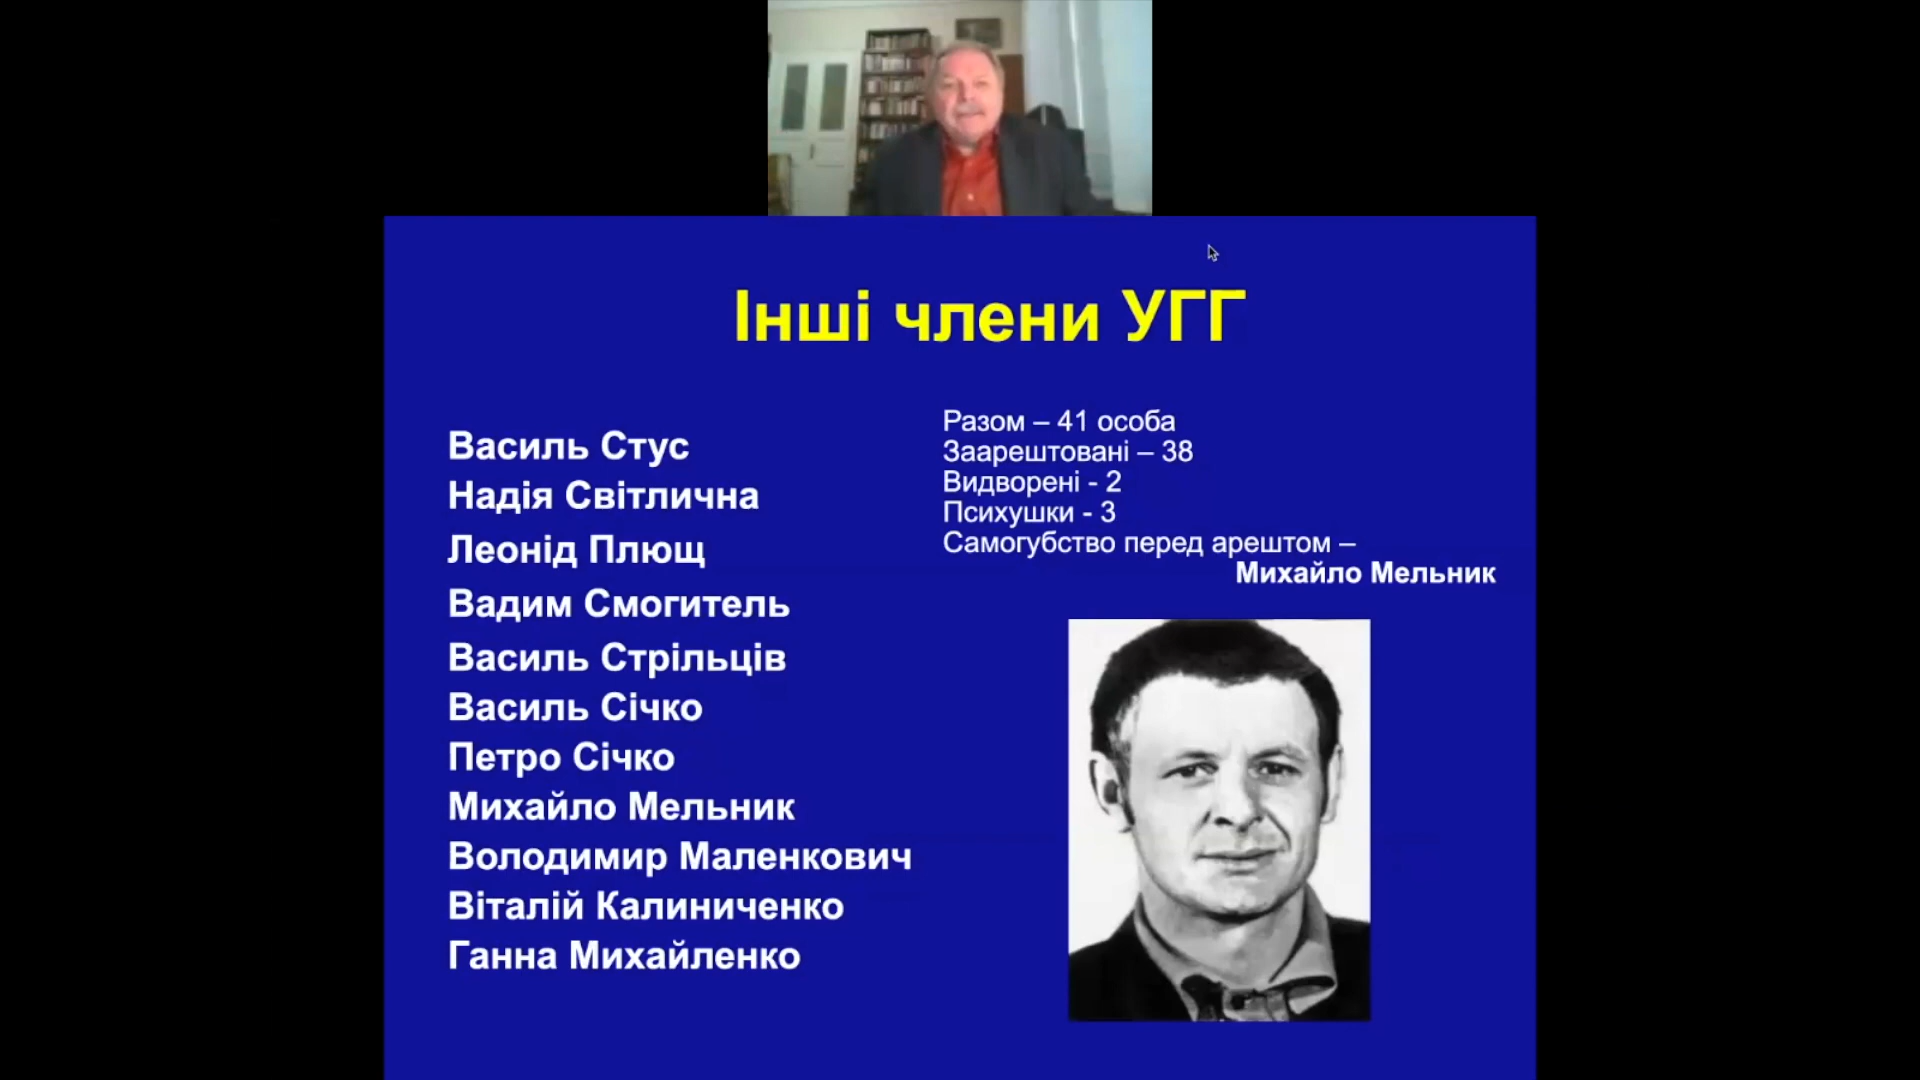 Інші члени УГГ
Василь Стус
Надія Світлична
Леонід Плющ
Вадим Смогитель
Василь Стрільців
Василь Січко
Петро Січко
Михайло Мельник
Володимир Маленкович
Віталій Калиниченко
Ганна Михайленко
Разом – 41 особа
Заарештовані – 38
Видворені - 2
Психушки - 3
Самогубство перед арештом –
Михайло Мельник